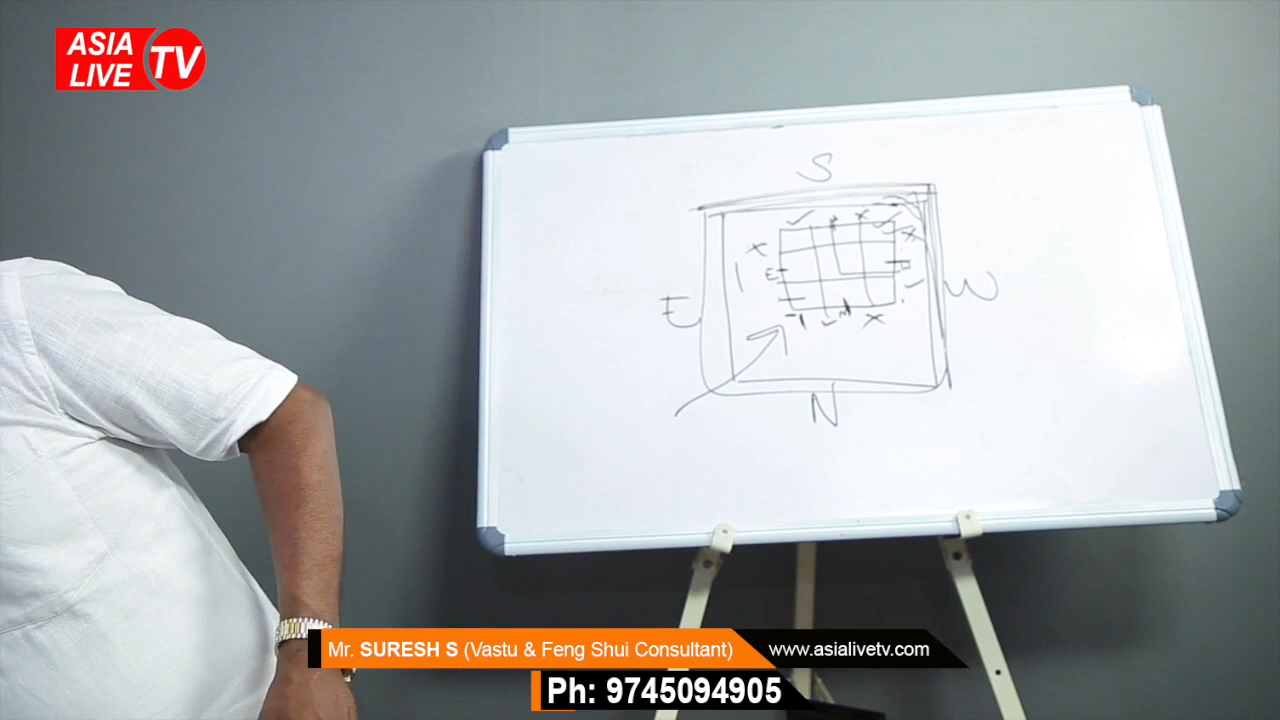 ASIA
LIVE
TV
S
E
W
N
Mr. SURESH S (Vastu & Feng Shui Consultant)
www.asialivetv.com
Ph: 9745094905